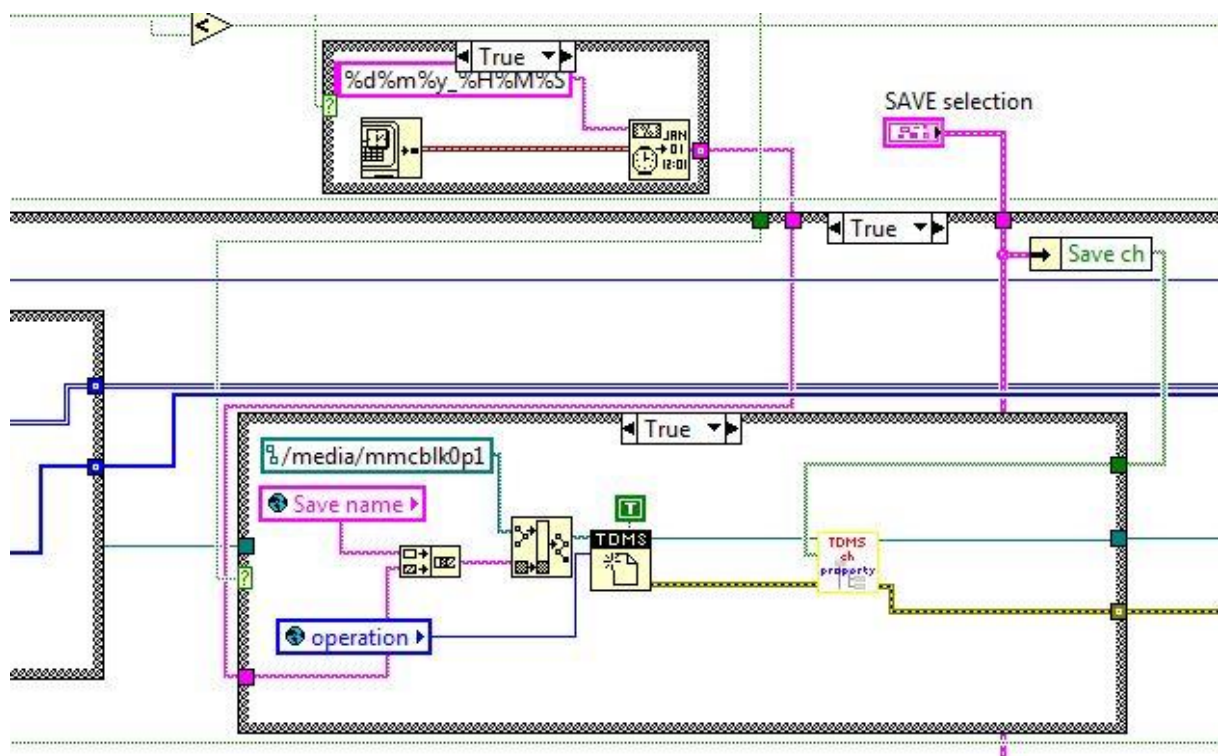 <
True
%d%m%y_%H%M%S
?
JAN
01
12:01
SAVE selection
True
Save ch
True
/media/mmcblk0p1
Save name
T
TDMS
TDMS
ch
property
?
operation